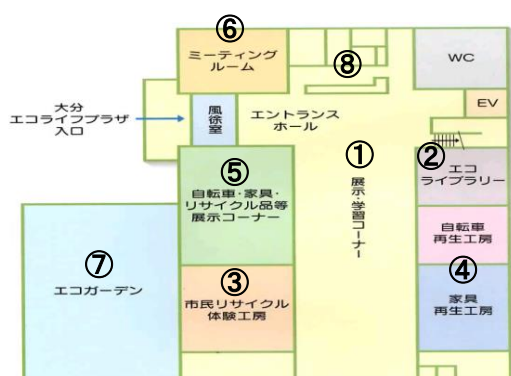 ⑥
ミーティング
ルーム
⑧
WC
大分
エコライフプラザ
入口
風除室
エントランス
ホール
EV
①
展示・学習コーナー
②
エコ
ライブラリー
⑤
自転車・家具・
リサイクル品等
展示コーナー
自転車
再生工房
⑦
エコガーデン
③
市民リサイクル
体験工房
④
家具
再生工房